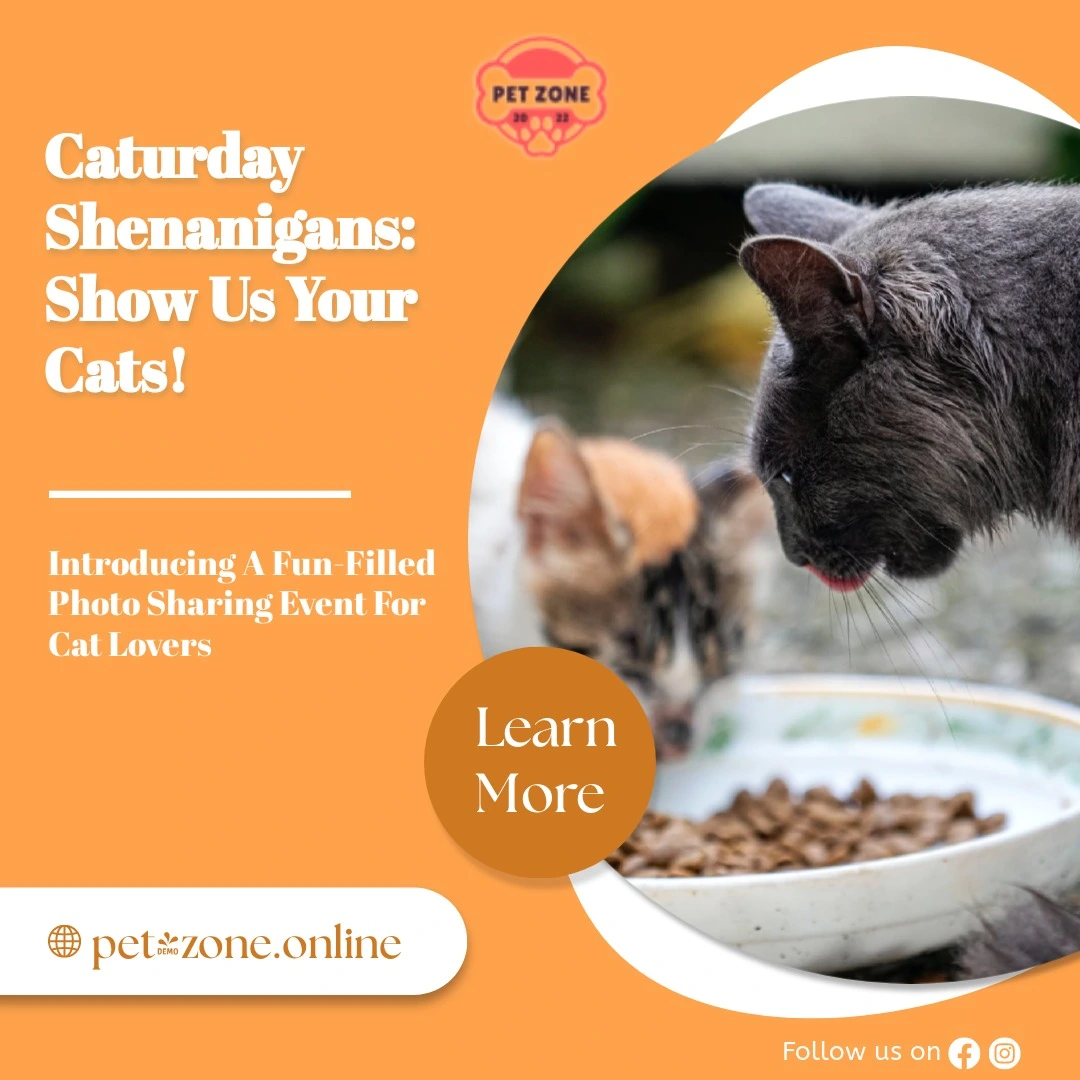 PET ZONE
20 22
Caturday
Shenanigans:
Show Us Your
Cats!
Introducing A Fun-Filled
Photo Sharing Event For
Cat Lovers
Learn
More
pet-zone.online
DEMO
Follow us on